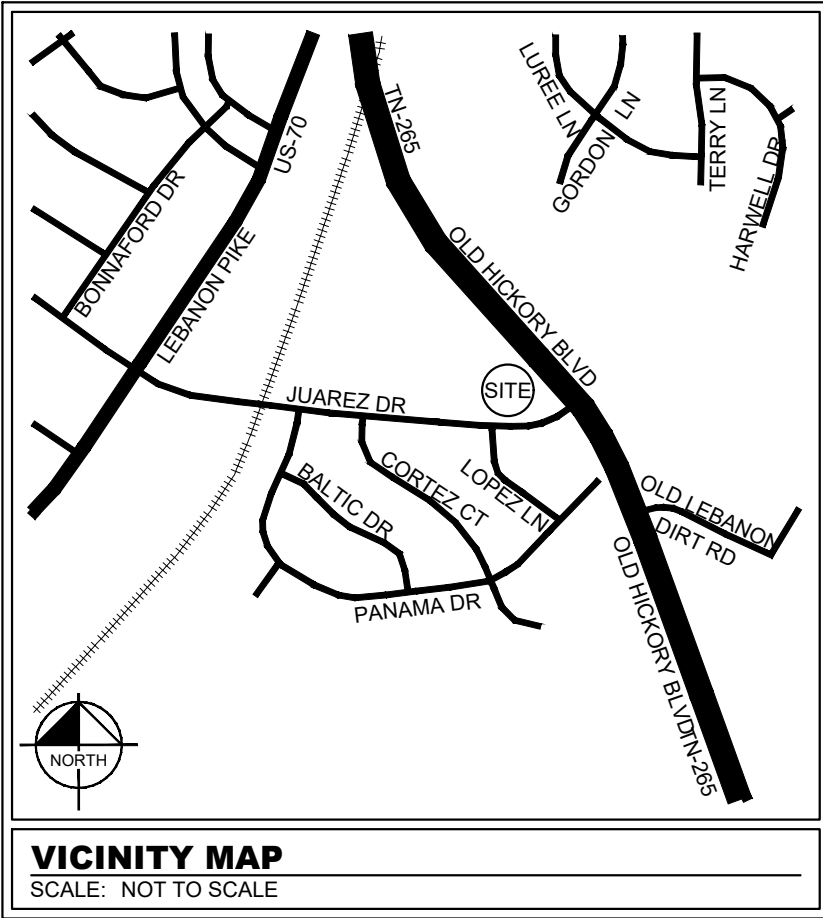 TN-265
LUREE LN
GORDON LN
TERRY LN
HARWELL DR
US-70
BONNAFORD DR
LEBANON PIKE
OLD HICKORY BLVD
SITE
JUAREZ DR
BALTIC DR
CORTEZ CT
LOPEZ LN
OLD LEBANON
DIRT RD
PANAMA DR
OLD HICKORY BLVD
TN-265
NORTH
VICINITY MAP
SCALE: NOT TO SCALE